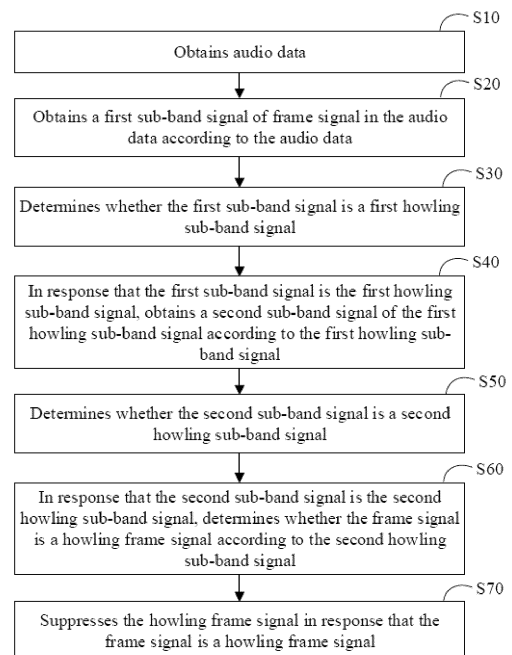 S10
Obtains audio data
S20
Obtains a first sub-band signal of frame signal in the audio
data according to the audio data
S30
Determines whether the first sub-band signal is a first howling
sub-band signal
S40
In response that the first sub-band signal is the first howling
sub-band signal, obtains a second sub-band signal of the first
howling sub-band signal according to the first howling sub-
band signal
S50
Determines whether the second sub-band signal is a second
howling sub-band signal
S60
In response that the second sub-band signal is the second
howling sub-band signal, determines whether the frame signal
is a howling frame signal according to the second howling
sub-band signal
S70
Suppresses the howling frame signal in response that the
frame signal is a howling frame signal